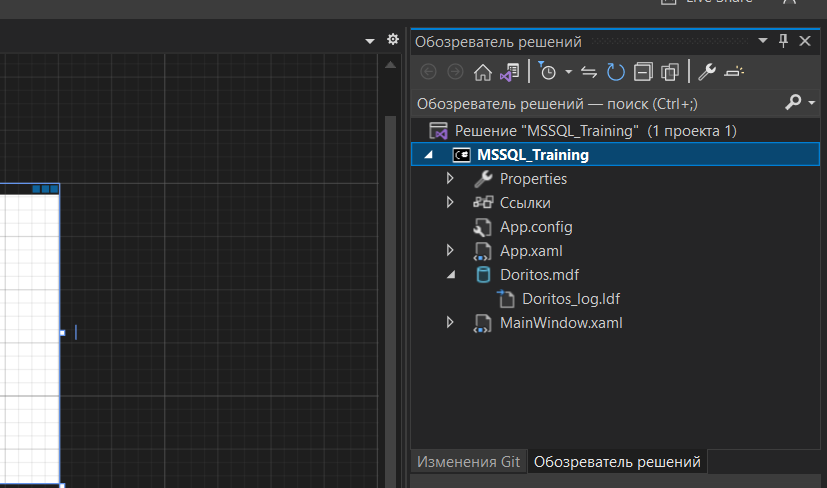 Live Share
Обозреватель решений
Обозреватель решений — поиск (Ctrl+;)
Решение "MSSQL_Training" (1 проекта 1)
MSSQL_Training
Properties
Ссылки
App.config
App.xaml
Doritos.mdf
Doritos_log.ldf
MainWindow.xaml
Изменения Git Обозреватель решений